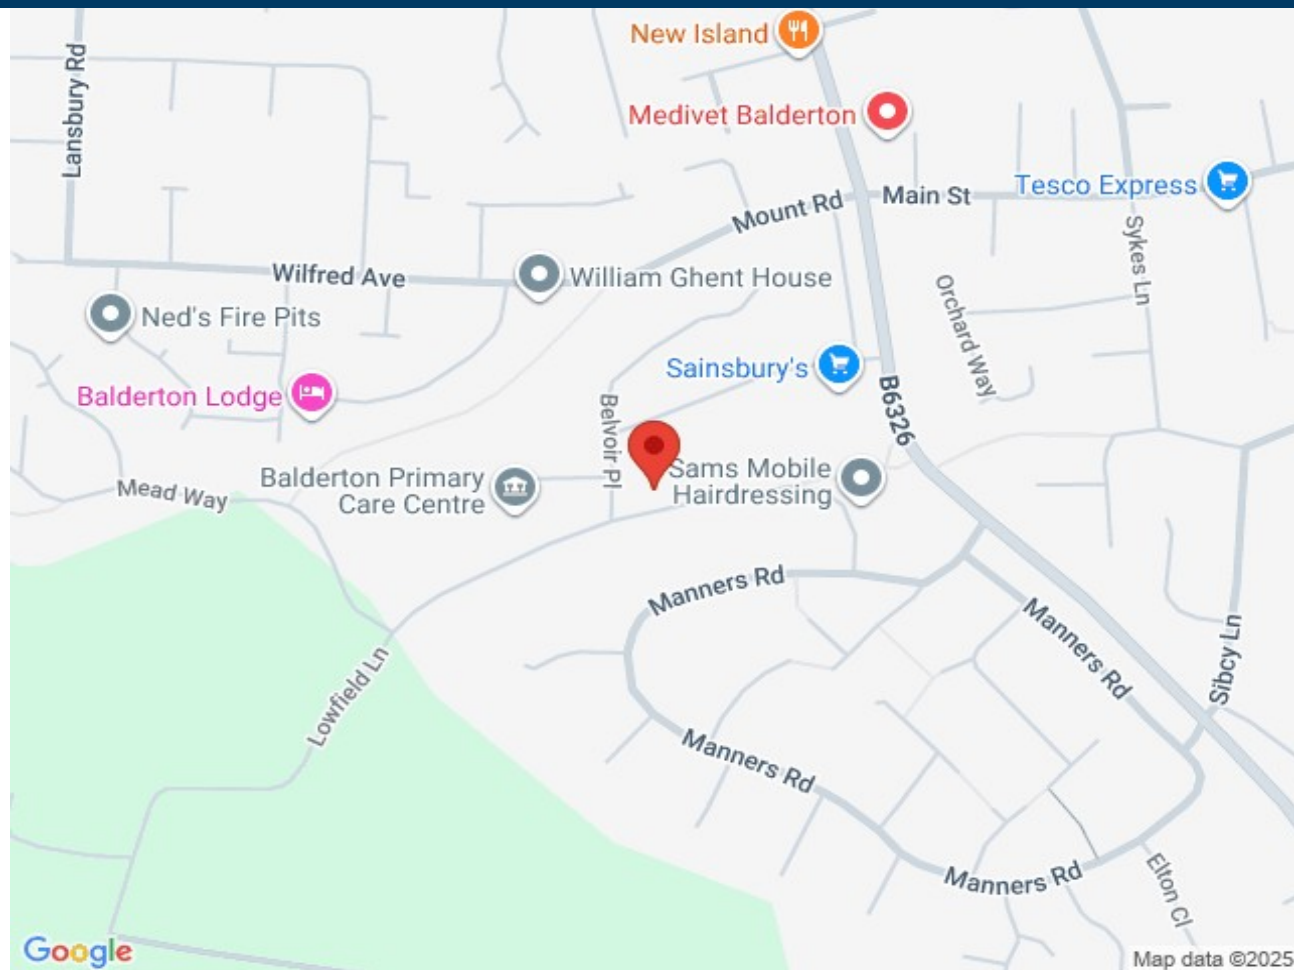 New Island
Lansbury Rd
Medivet Balderton
Tesco Express
Main St
Mount Rd
Sykes Ln
Wilfred Ave
William Ghent House
Orchard Way
Ned's Fire Pits
Sainsbury's
Balderton Lodge
B6326
Belvoir Pl
Balderton Primary
Care Centre
Sams Mobile
Hairdressing
Mead Way
Manners Rd
Manners Rd
Sibcy Ln
Lowfield Ln
Manners Rd
Manners Rd
Elton Cl
Google
Map data ©2025